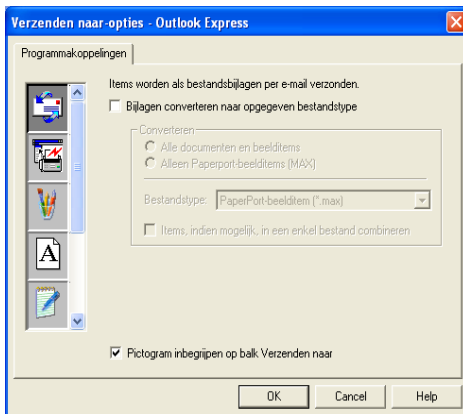 Verzenden naar-opties - Outlook Express
Programmakoppelingen
Items worden als bestandsbijlagen per e-mail verzonden.
Bijlagen converteren naar opgegeven bestandstype
Converteren
Alle documenten en beelditems
Alleen Paperport-beelditems (MAX)
Bestandstype: PaperPort-beelditem (*.max)
Items, indien mogelijk, in een enkel bestand combineren
A
Pictogram inbegrijpen op balk Verzenden naar
OK Cancel Help